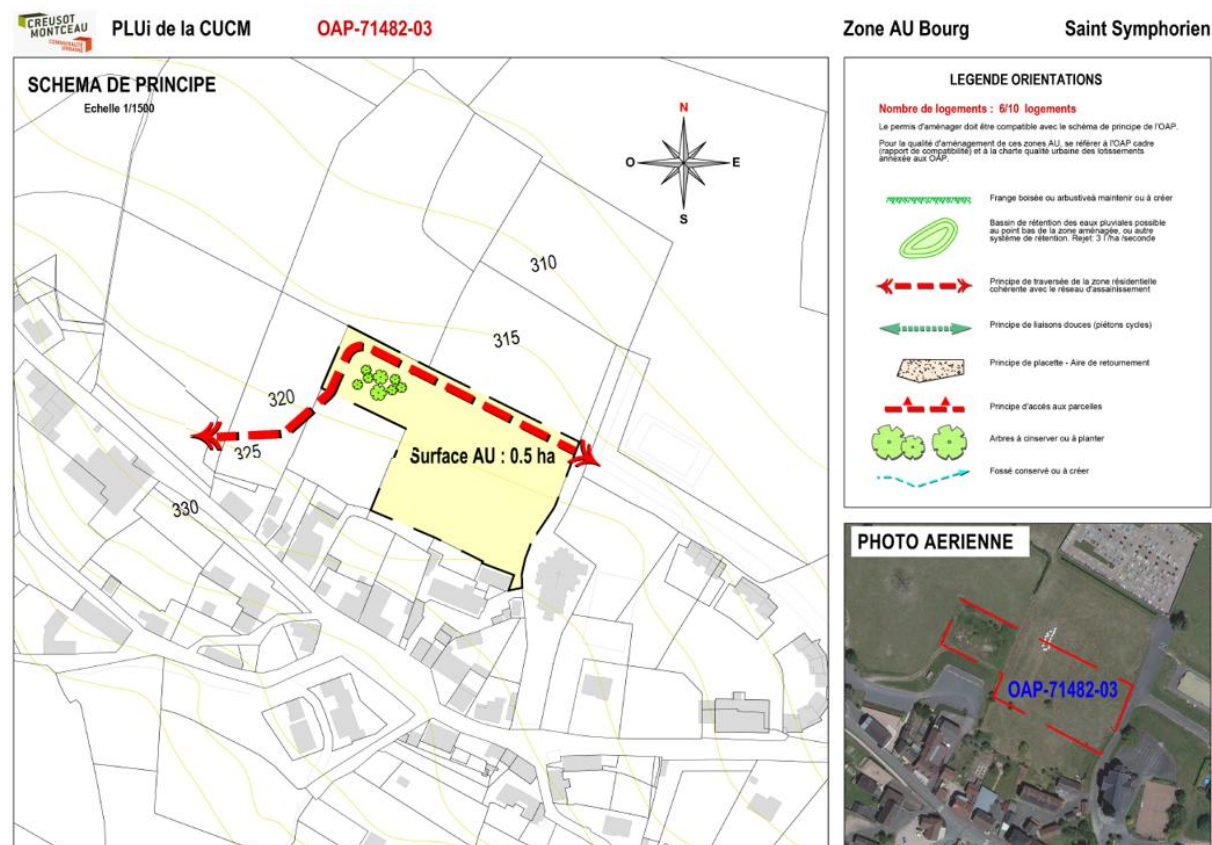 CREUSOT
MONTCEAU
COMMUNAUTÉ
URBAINE
PLUi de la CUCM
OAP-71482-03
Zone AU Bourg
Saint Symphorien
SCHEMA DE PRINCIPE
Echelle 1/1500
N
O
E
S
310
315
320
325
330
Surface AU : 0.5 ha
LEGENDE ORIENTATIONS
Nombre de logements : 6/10 logements
Le permis d'aménager doit être compatible avec le schéma de principe de l'OAP.
Pour la qualité d'aménagement de ces zones AU, se référer à l'OAP cadre
(rapport de compatibilité) et à la charte qualité urbaine des lotissements
annéxée aux OAP.
Frange boisée ou arbustiveà maintenir ou à créer
Bassin de rétention des eaux pluviales possible
au point bas de la zone aménagée, ou autre
système de rétention. Rejet: 3 l /ha /seconde
Principe de traversée de la zone résidentielle
cohérente avec le réseau d'assainissement
Principe de liaisons douces (piétons cycles)
Principe de placette - Aire de retournement
Principe d'accès aux parcelles
Arbres à cinserver ou à planter
Fossé conservé ou à créer
PHOTO AERIENNE
OAP-71482-03